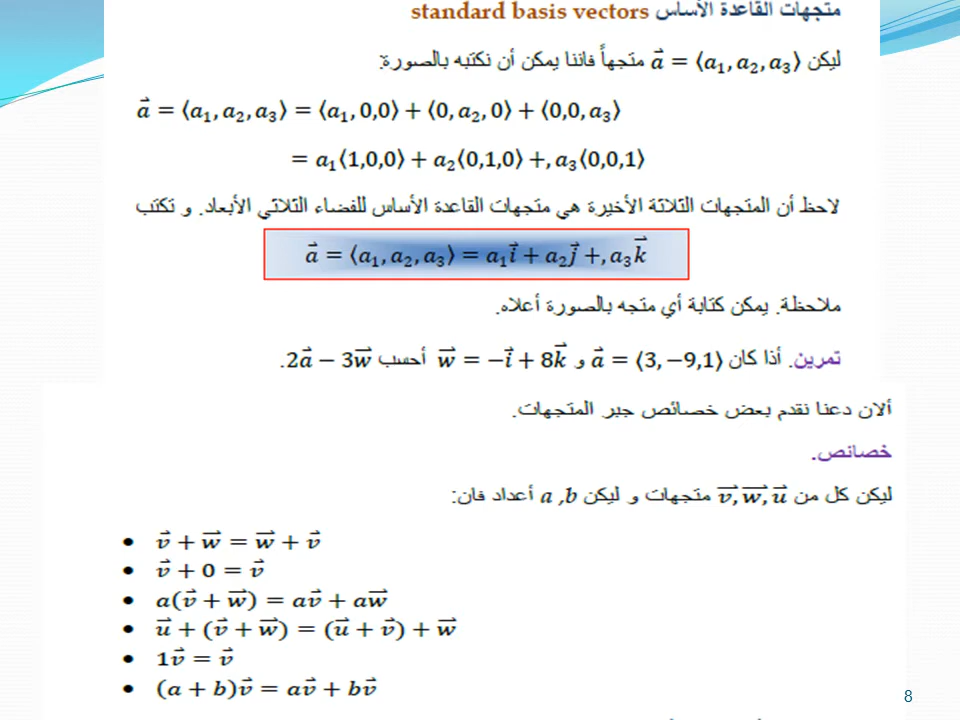 متجهات القاعدة الأساس standard basis vectors
ليكن a⃗ = ⟨a₁, a₂, a₃⟩ متجهاً فاننا يمكن أن نكتبه بالصورة:
a⃗ = ⟨a₁, a₂, a₃⟩ = ⟨a₁, 0,0⟩ + ⟨0, a₂, 0⟩ + ⟨0,0, a₃⟩
= a₁⟨1,0,0⟩ + a₂⟨0,1,0⟩ +, a₃⟨0,0,1⟩
لاحظ أن المتجهات الثلاثة الأخيرة هي متجهات القاعدة الأساس للفضاء الثلاثي الأبعاد. و تكتب
a⃗ = ⟨a₁, a₂, a₃⟩ = a₁i⃗ + a₂j⃗ +, a₃k⃗
ملاحظة. يمكن كتابة أي متجه بالصورة أعلاه.
تمرين. أذا كان a⃗ = ⟨3, −9,1⟩ و w⃗ = −i⃗ + 8k⃗ أحسب 2a⃗ − 3w⃗.
ألان دعنا نقدم بعض خصائص جبر المتجهات.
خصائص.
ليكن كل من v⃗, w⃗, u⃗ متجهات و ليكن a ,b أعداد فان:
• v⃗ + w⃗ = w⃗ + v⃗
• v⃗ + 0 = v⃗
• a(v⃗ + w⃗) = av⃗ + aw⃗
• u⃗ + (v⃗ + w⃗) = (u⃗ + v⃗) + w⃗
• 1v⃗ = v⃗
• (a + b)v⃗ = av⃗ + bv⃗
8